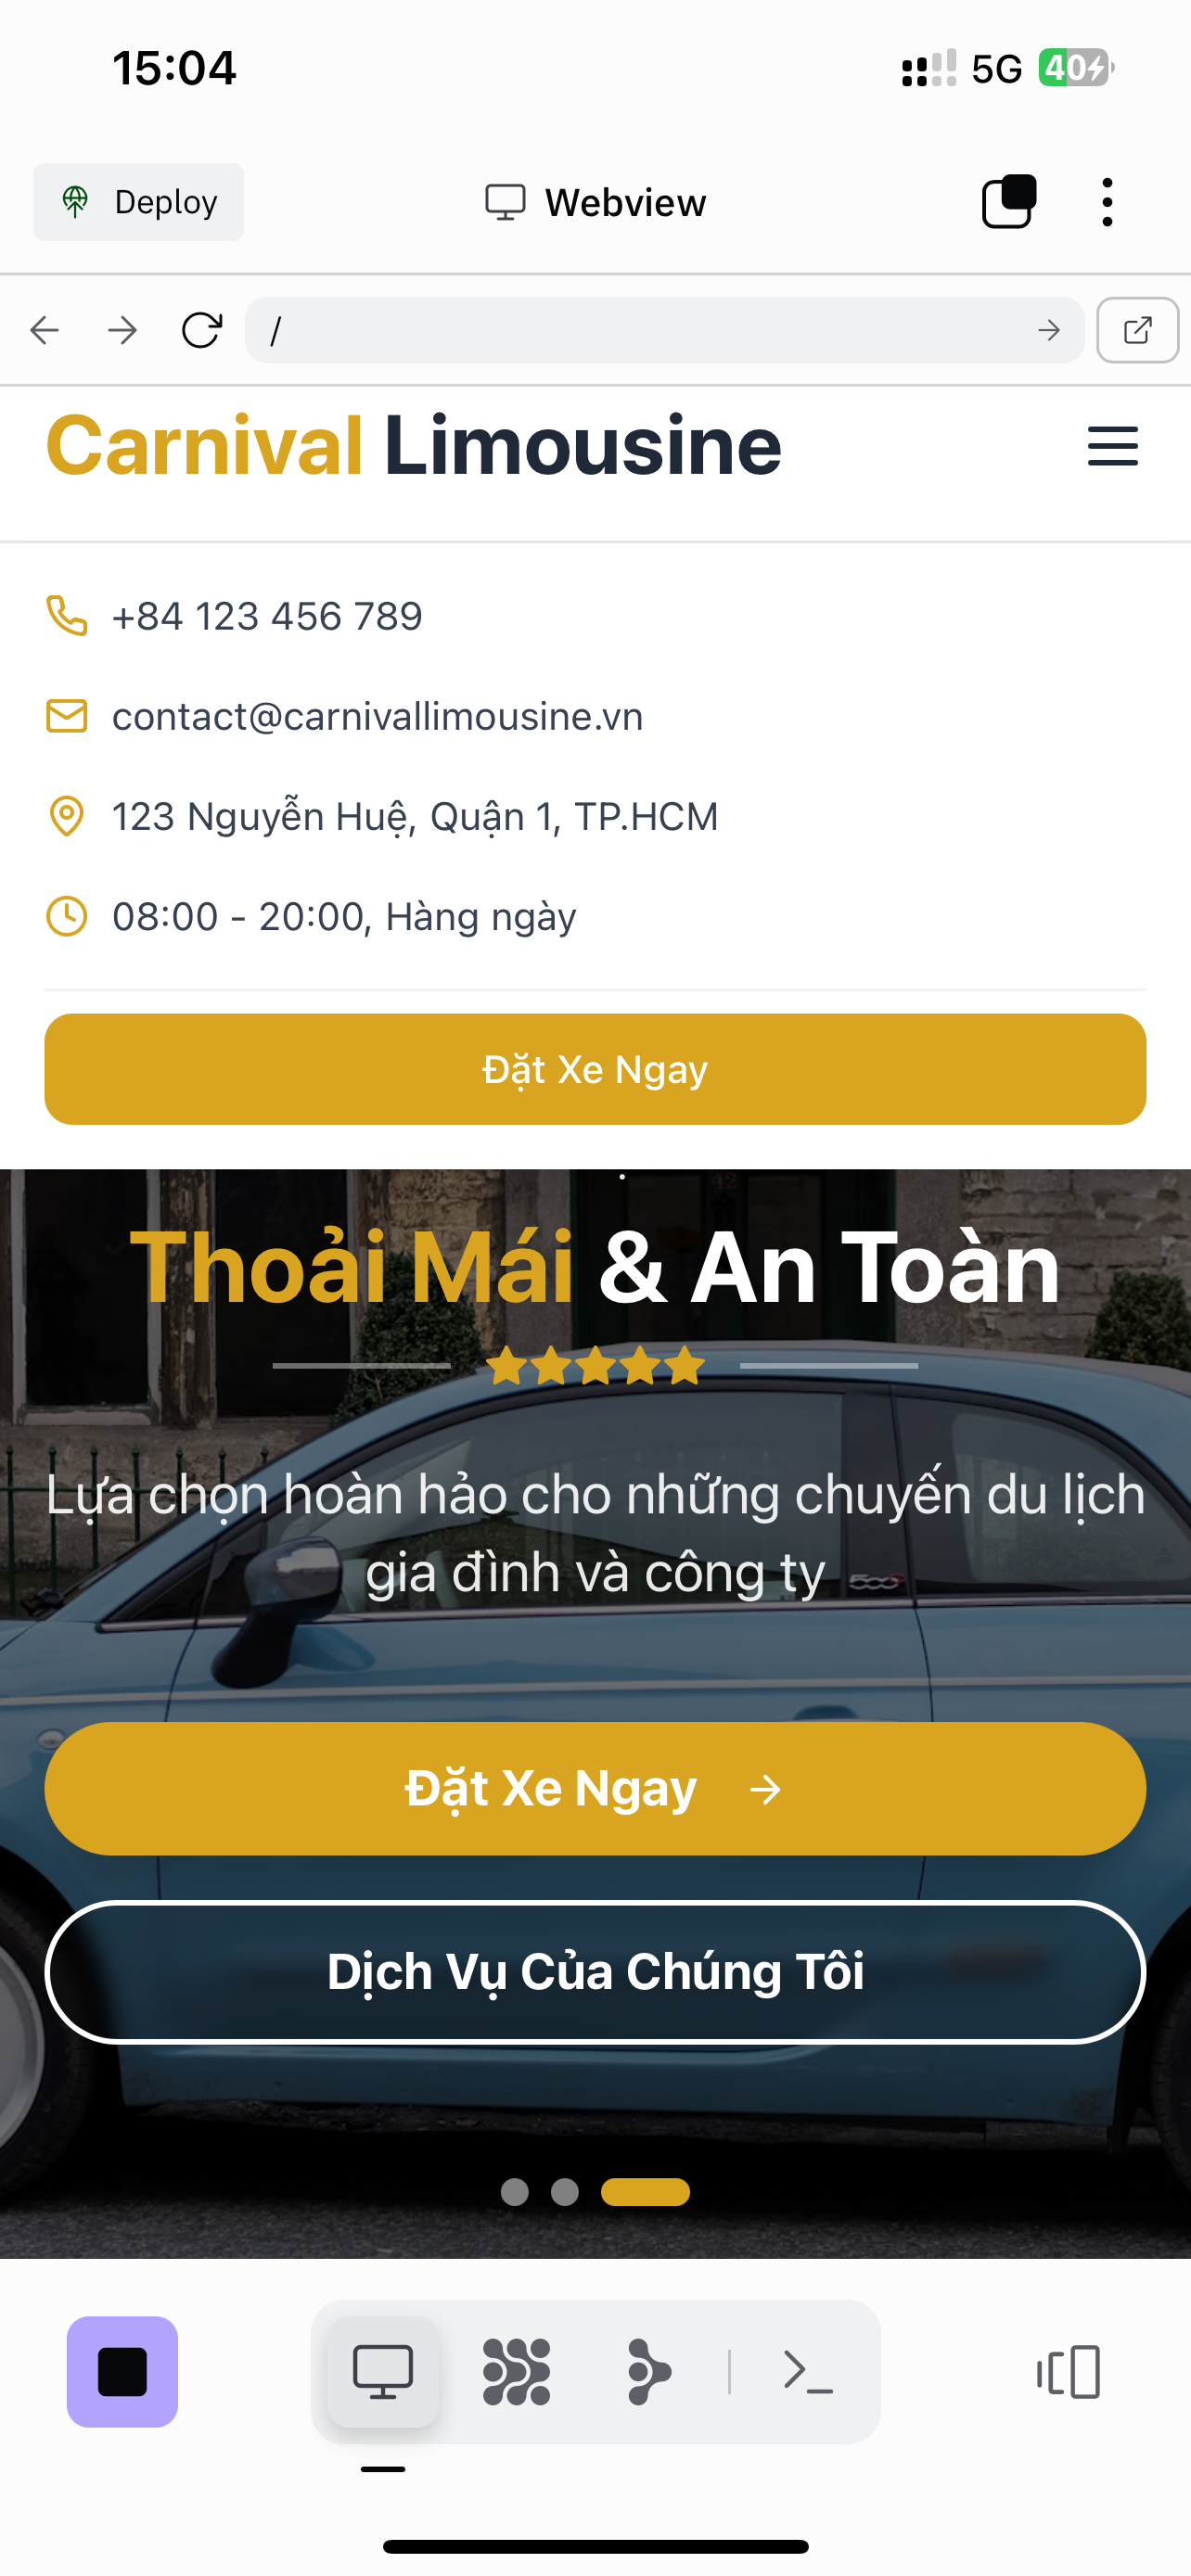 15:04
5G
40
Deploy
Webview
/
Carnival Limousine
+84 123 456 789
contact@carnivallimousine.vn
123 Nguyễn Huệ, Quận 1, TP.HCM
08:00 - 20:00, Hàng ngày
Đặt Xe Ngay
Thoải Mái & An Toàn
Lựa chọn hoàn hảo cho những chuyến du lịch
gia đình và công ty
500
Đặt Xe Ngay
Dịch Vụ Của Chúng Tôi